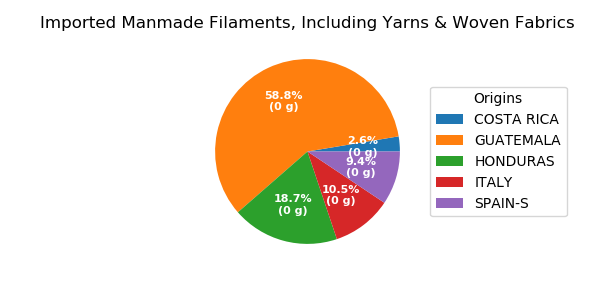 Imported Manmade Filaments, Including Yarns & Woven Fabrics
58.8%
(0 g)
2.6%
(0 g)
9.4%
(0 g)
18.7%
(0 g)
10.5%
(0 g)
Origins
COSTA RICA
GUATEMALA
HONDURAS
ITALY
SPAIN-S